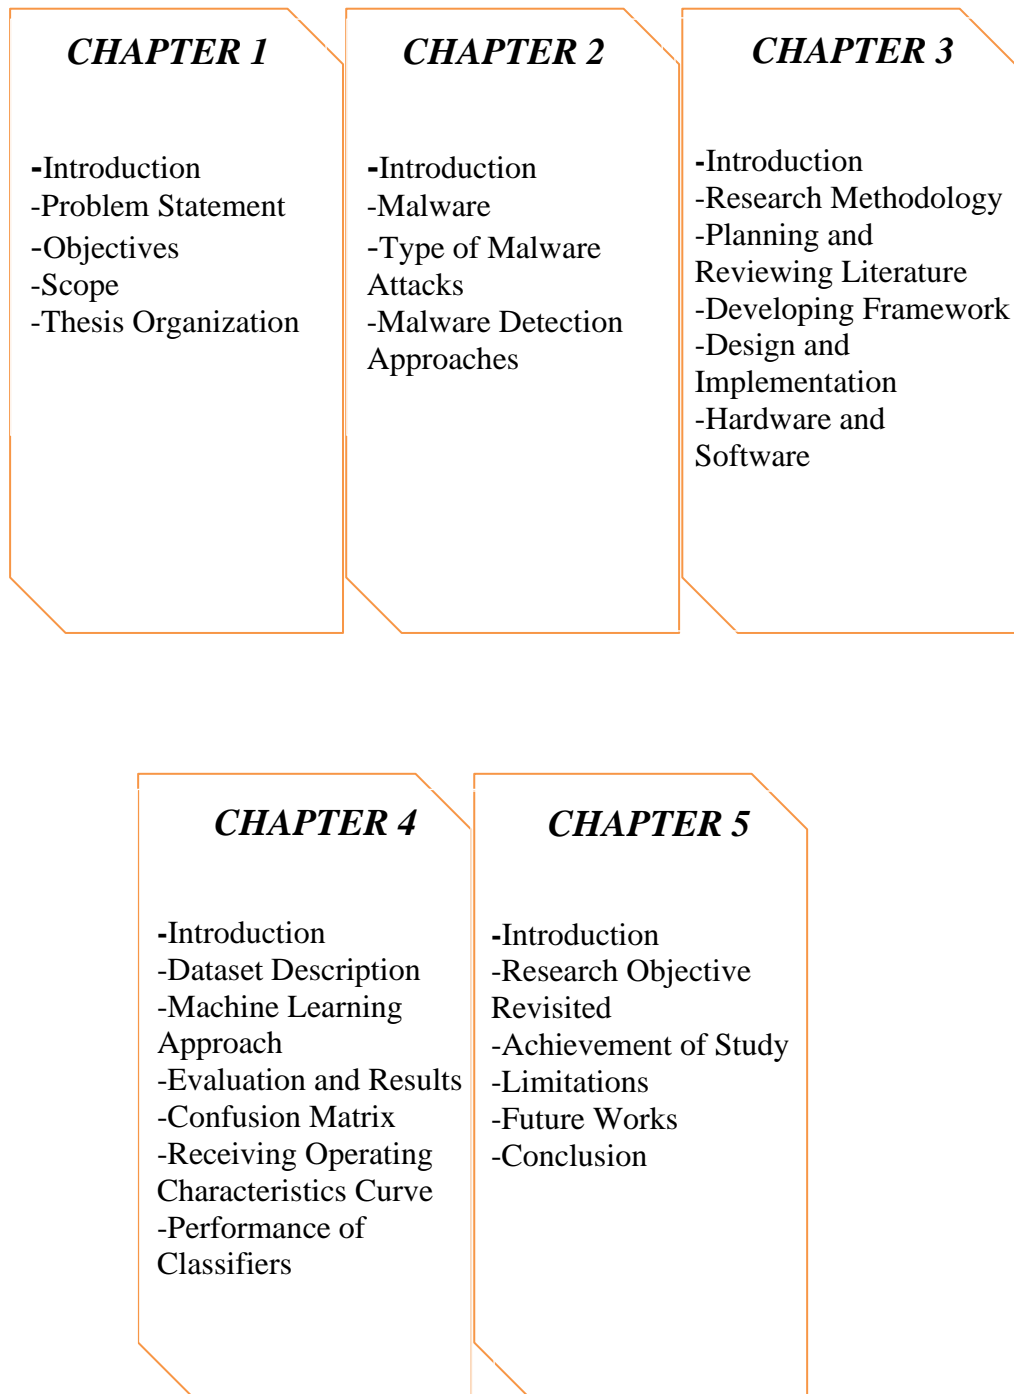 CHAPTER 1
-Introduction
-Problem Statement
-Objectives
-Scope
-Thesis Organization
CHAPTER 2
-Introduction
-Malware
-Type of Malware
Attacks
-Malware Detection
Approaches
CHAPTER 3
-Introduction
-Research Methodology
-Planning and
Reviewing Literature
-Developing Framework
-Design and
Implementation
-Hardware and
Software
CHAPTER 4
-Introduction
-Dataset Description
-Machine Learning
Approach
-Evaluation and Results
-Confusion Matrix
-Receiving Operating
Characteristics Curve
-Performance of
Classifiers
CHAPTER 5
-Introduction
-Research Objective
Revisited
-Achievement of Study
-Limitations
-Future Works
-Conclusion